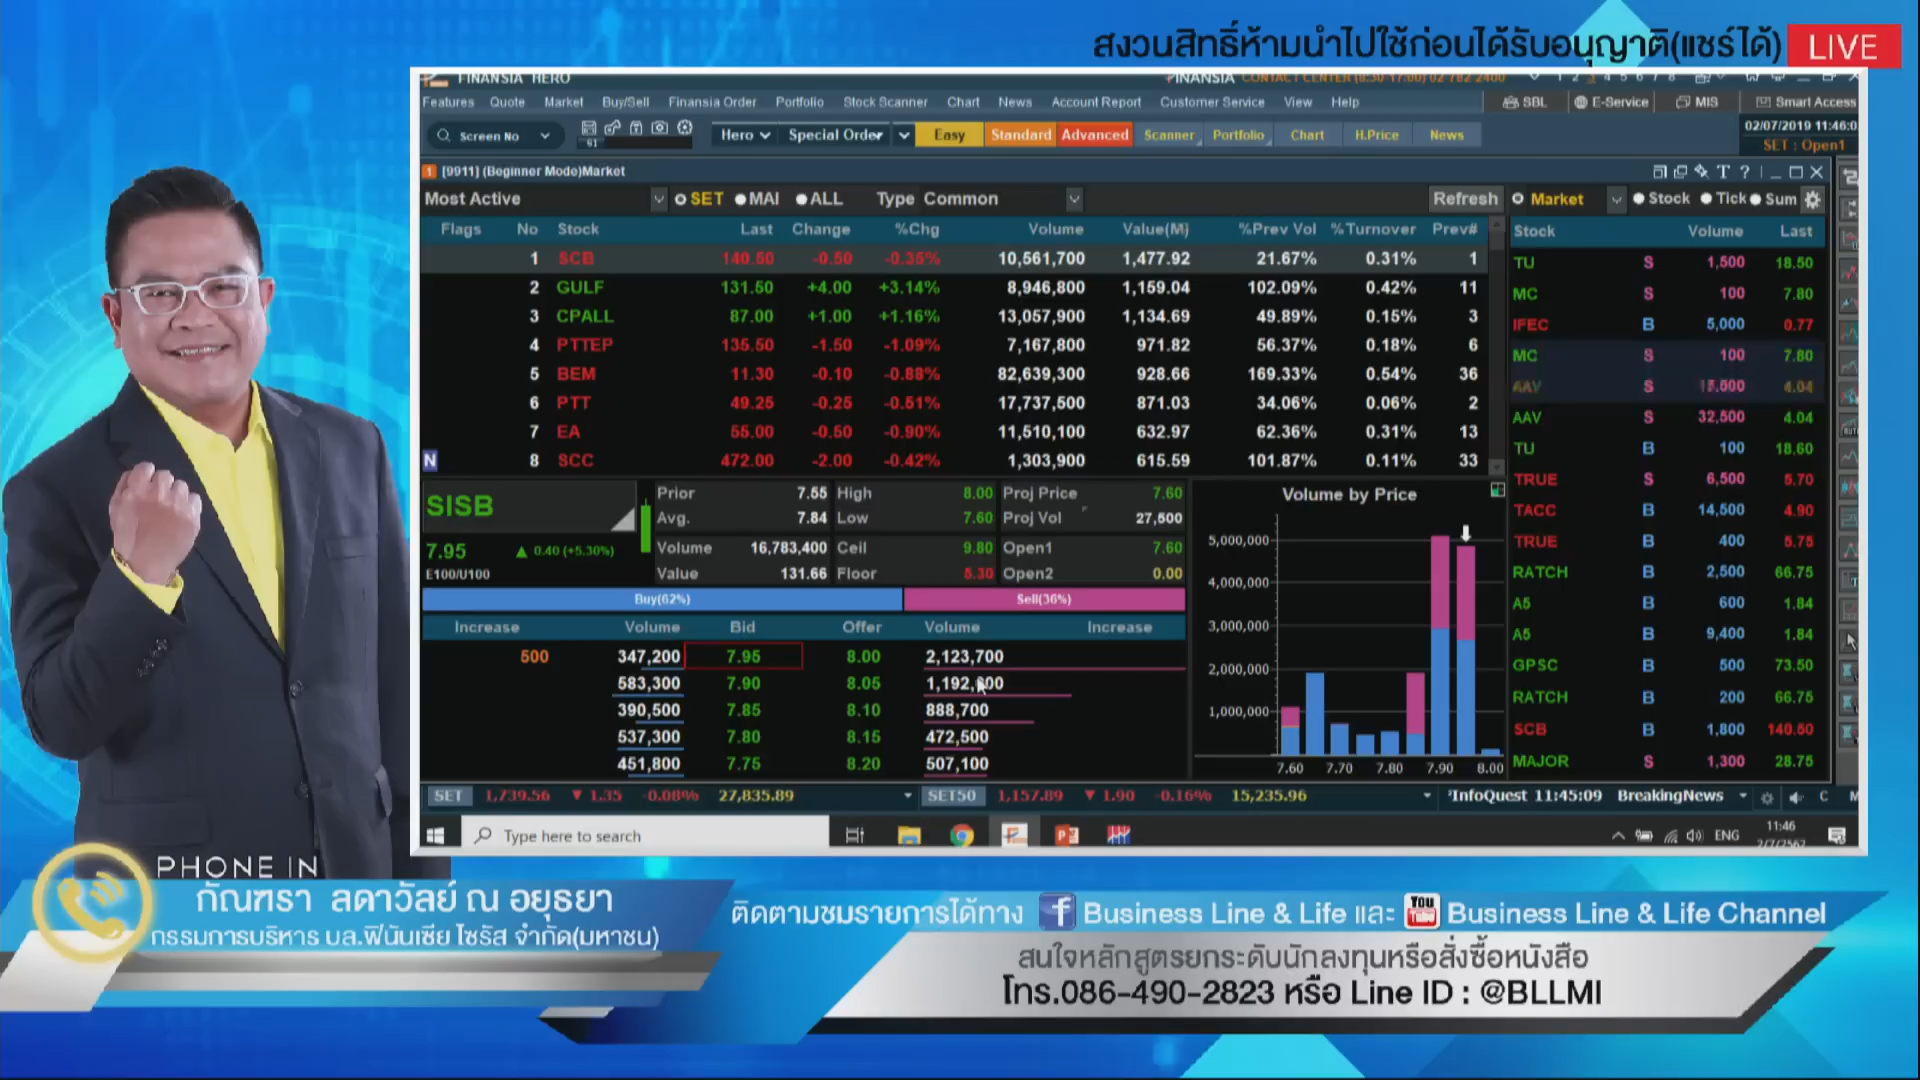 สงวนสิทธิ์ห้ามนำไปใช้ก่อนได้รับอนุญาติ(แชร์ได้) LIVE
FINANSIA HERO FINANSIA CONTACT CENTER (8:30-17:00) 02 782 2400
Features Quote Market Buy/Sell Finansia Order Portfolio Stock Scanner Chart News Account Report Customer Service View Help SBL E-Service MIS Smart Access
Screen No Hero Special Order Easy Standard Advanced Scanner Portfolio Chart H.Price News
02/07/2019 11:46:0
SET : Open1
1 [9911] (Beginner Mode)Market
Most Active SET MAI ALL Type Common Refresh
Flags No Stock Last Change %Chg Volume Value(M) %Prev Vol %Turnover Prev#
1 SCB 140.50 -0.50 -0.35% 10,561,700 1,477.92 21.67% 0.31% 1
2 GULF 131.50 +4.00 +3.14% 8,946,800 1,159.04 102.09% 0.42% 11
3 CPALL 87.00 +1.00 +1.16% 13,057,900 1,134.69 49.89% 0.15% 3
4 PTTEP 135.50 -1.50 -1.09% 7,167,800 971.82 56.37% 0.18% 6
5 BEM 11.30 -0.10 -0.88% 82,639,300 928.66 169.33% 0.54% 36
6 PTT 49.25 -0.25 -0.51% 17,737,500 871.03 34.06% 0.06% 2
7 EA 55.00 -0.50 -0.90% 11,510,100 632.97 62.36% 0.31% 13
N 8 SCC 472.00 -2.00 -0.42% 1,303,900 615.59 101.87% 0.11% 33
Market Stock Tick Sum
Stock Volume Last
TU S 1,500 18.50
MC S 100 7.80
IFEC B 5,000 0.77
MC S 100 7.80
AAV S 4.04
AAV S 32,500 4.04
TU B 100 18.60
TRUE S 6,500 5.70
TACC B 14,500 4.90
TRUE B 400 5.75
RATCH B 2,500 66.75
A5 B 600 1.84
A5 B 9,400 1.84
GPSC B 500 73.50
RATCH B 200 66.75
SCB B 1,800 140.50
MAJOR S 1,300 28.75
SISB
7.95 ▲ 0.40 (+5.30%)
E100/U100
Prior 7.55 High 8.00 Proj Price 7.60
Avg. 7.84 Low 7.60 Proj Vol 27,500
Volume 16,783,400 Ceil 9.80 Open1 7.60
Value 131.66 Floor 5.30 Open2 0.00
Buy(62%) Sell(36%)
Increase Volume Bid Offer Volume Increase
500 347,200 7.95 8.00 2,123,700
583,300 7.90 8.05 1,192, 00
390,500 7.85 8.10 888,700
537,300 7.80 8.15 472,500
451,800 7.75 8.20 507,100
Volume by Price
5,000,000
4,000,000
3,000,000
2,000,000
1,000,000
7.60 7.70 7.80 7.90 8.00
SET 1,739.56 ▼ 1.35 -0.08% 27,835.89 SET50 1,157.89 ▼ 1.90 -0.16% 15,235.96 'InfoQuest 11:45:09 BreakingNews C M
Type here to search ENG 11:46
2/7/2562
PHONE IN
กัณฑรา ลดาวัลย์ ณ อยุธยา
กรรมการบริหาร บล.ฟินันเซีย ไซรัส จำกัด(มหาชน)
ติดตามชมรายการได้ทาง f Business Line & Life และ You Tube Business Line & Life Channel
สนใจหลักสูตรยกระดับนักลงทุนหรือสั่งซื้อหนังสือ
โทร.086-490-2823 หรือ Line ID : @BLLMI